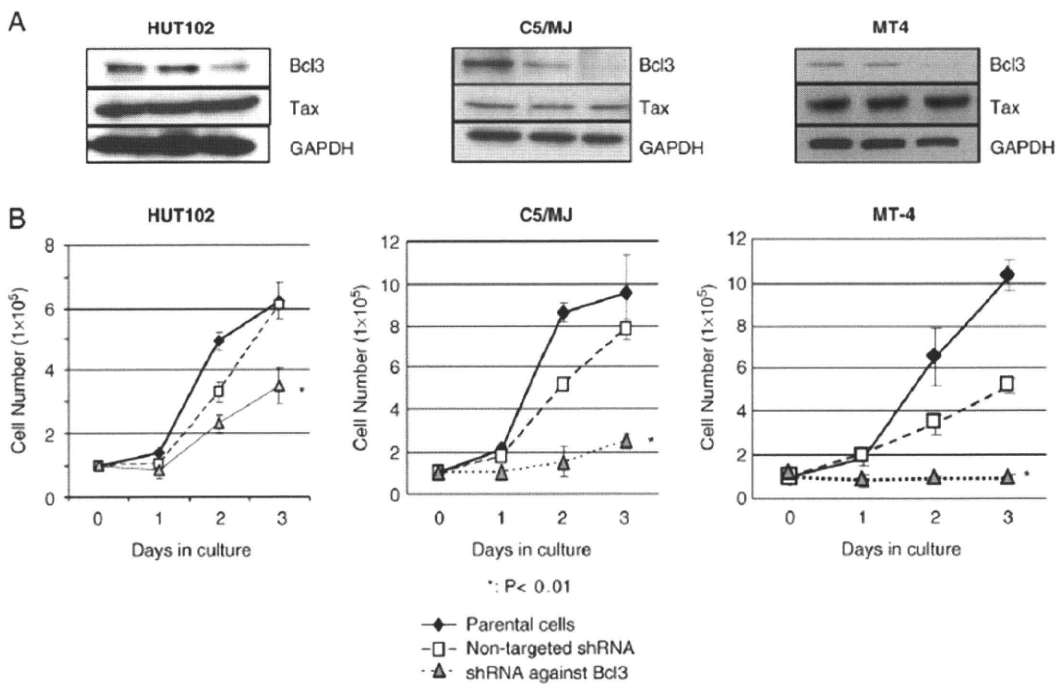 A
HUT102
Bcl3
Tax
GAPDH
C5/MJ
Bcl3
Tax
GAPDH
MT4
Bcl3
Tax
GAPDH
B
HUT102
Cell Number (1×10⁵)
8
6
4
2
0
0 1 2 3
Days in culture
C5/MJ
Cell Number (1×10⁵)
12
10
8
6
4
2
0
0 1 2 3
Days in culture
MT-4
Cell Number (1×10⁵)
12
10
8
6
4
2
0
0 1 2 3
Days in culture
*
*
*
*: P< 0.01
Parental cells
Non-targeted shRNA
shRNA against Bcl3